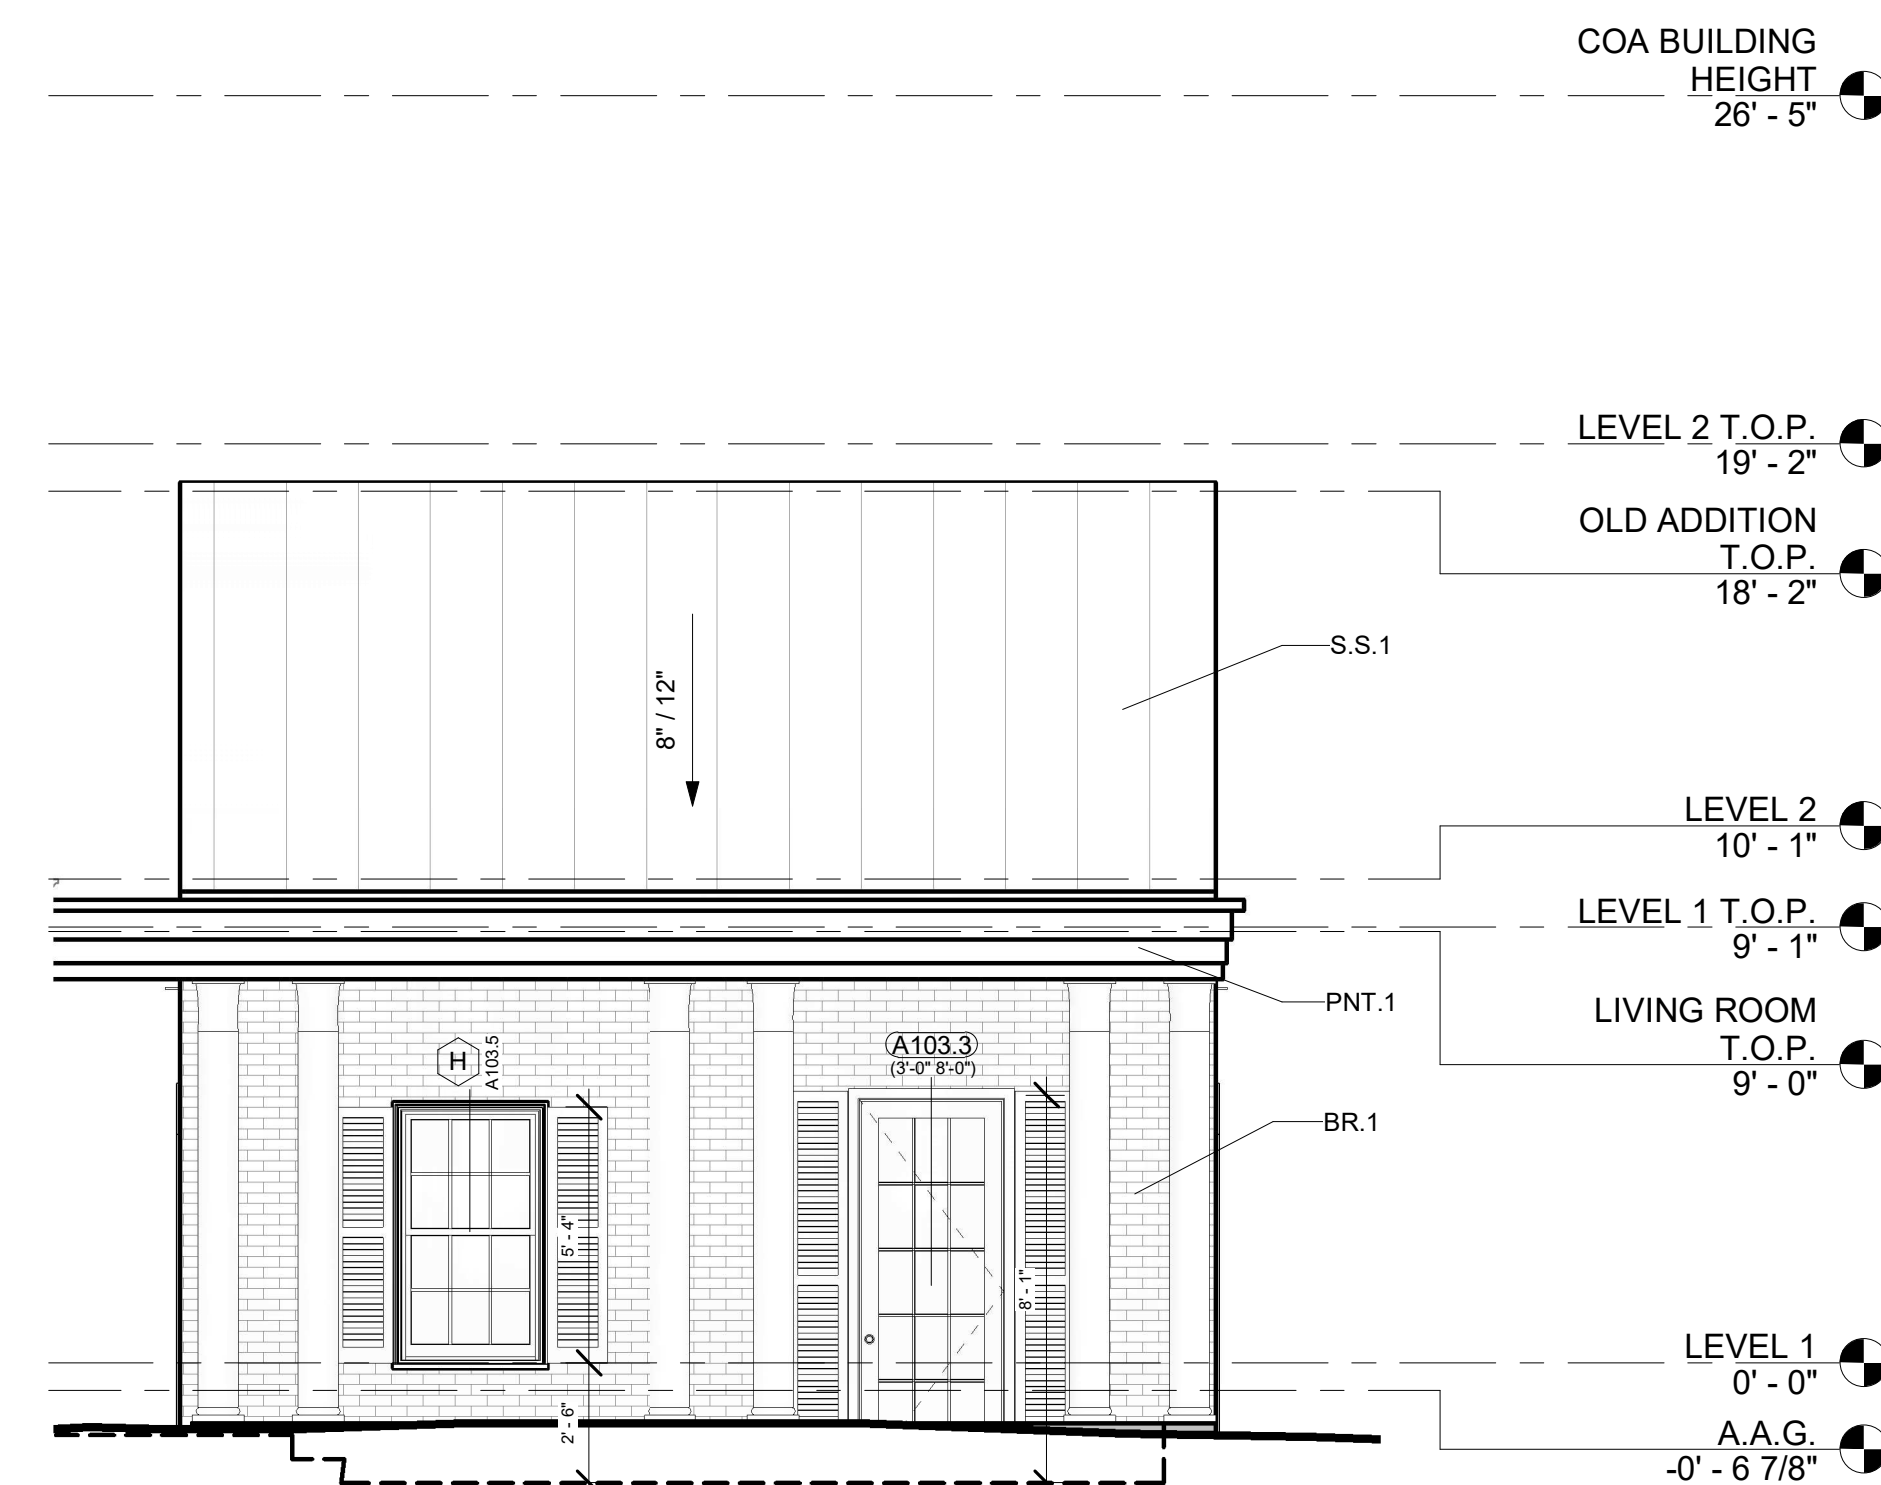 COA BUILDING
HEIGHT
26' - 5"
LEVEL 2 T.O.P.
19' - 2"
OLD ADDITION
T.O.P.
18' - 2"
S.S.1
8" / 12"
LEVEL 2
10' - 1"
LEVEL 1 T.O.P.
9' - 1"
PNT.1
LIVING ROOM
T.O.P.
9' - 0"
H
A103.5
A103.3
(3'-0" 8'-0")
BR.1
5' - 4"
8' - 1"
LEVEL 1
0' - 0"
2' - 6"
A.A.G.
-0' - 6 7/8"